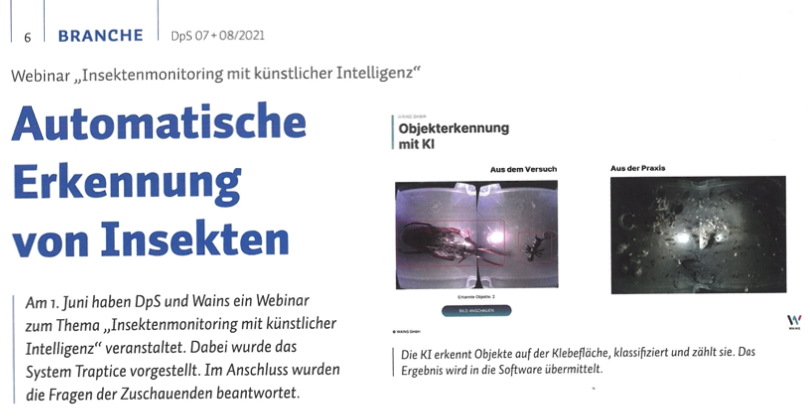 6
BRANCHE
DpS 07+08/2021
Webinar „Insektenmonitoring mit künstlicher Intelligenz“
Automatische
Erkennung
von Insekten
Am 1. Juni haben DpS und Wains ein Webinar
zum Thema „Insektenmonitoring mit künstlicher
Intelligenz“ veranstaltet. Dabei wurde das
System Traptice vorgestellt. Im Anschluss wurden
die Fragen der Zuschauenden beantwortet.
Objekterkennung
mit KI
Aus dem Versuch
Aus der Praxis
Erkannte Objekte: 2
BILD ANSCHAUEN
© WAINS GmbH
W
WAINS
Die KI erkennt Objekte auf der Klebefläche, klassifiziert und zählt sie. Das
Ergebnis wird in die Software übermittelt.